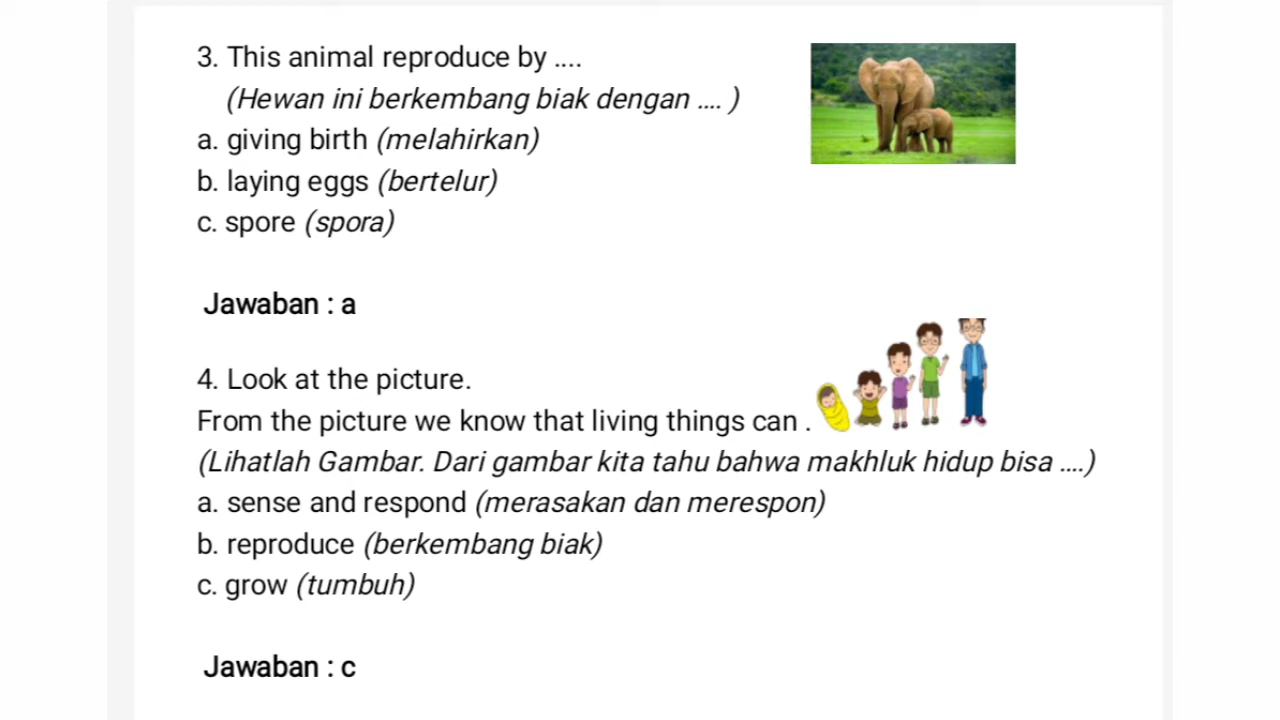 3. This animal reproduce by ....
(Hewan ini berkembang biak dengan .... )
a. giving birth (melahirkan)
b. laying eggs (bertelur)
c. spore (spora)
Jawaban : a
4. Look at the picture.
From the picture we know that living things can .
(Lihatlah Gambar. Dari gambar kita tahu bahwa makhluk hidup bisa ....)
a. sense and respond (merasakan dan merespon)
b. reproduce (berkembang biak)
c. grow (tumbuh)
Jawaban : c